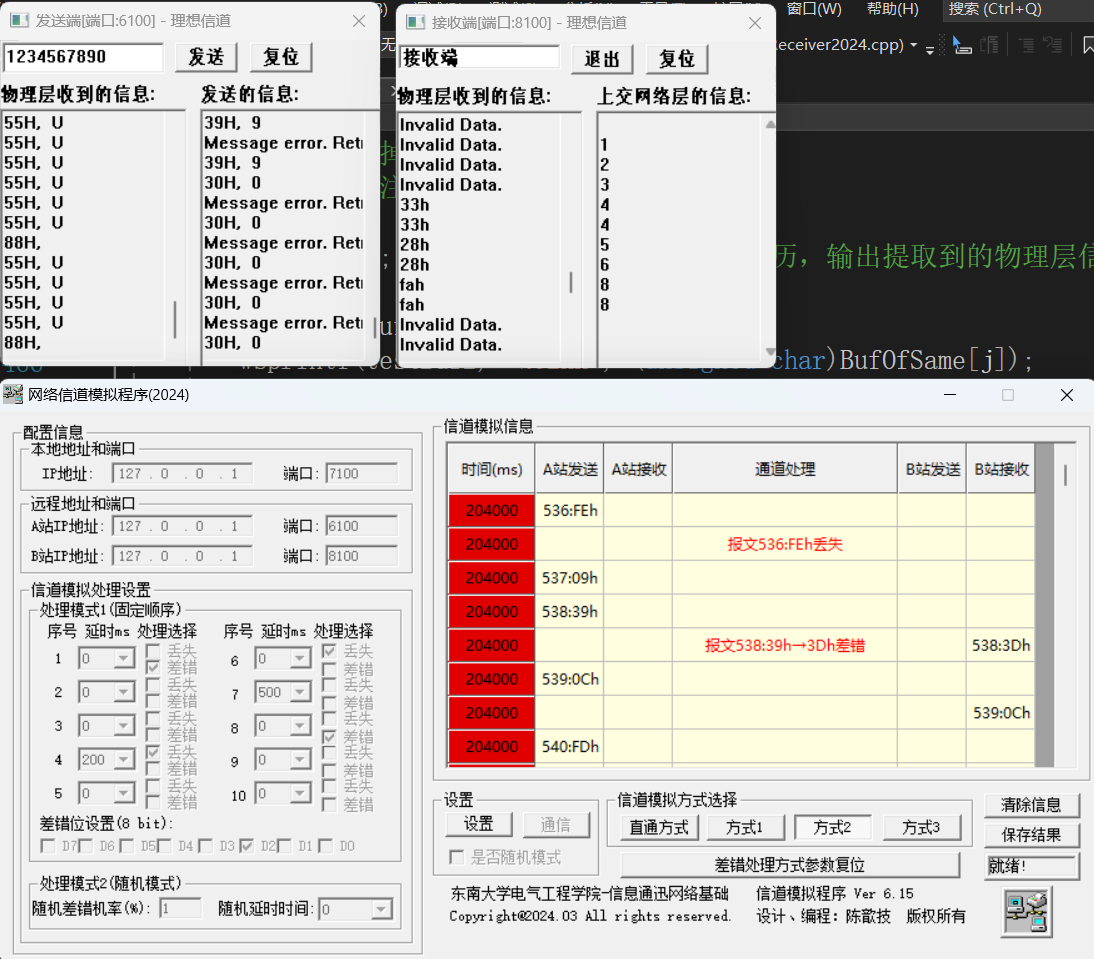 发送端[端口:6100] - 理想信道
1234567890
发送
复位
物理层收到的信息:
发送的信息:
55H, U
55H, U
55H, U
55H, U
55H, U
55H, U
88H,
55H, U
55H, U
55H, U
55H, U
88H,
39H, 9
Message error. Ret
39H, 9
30H, 0
Message error. Ret
30H, 0
Message error. Ret
30H, 0
Message error. Ret
30H, 0
Message error. Ret
30H, 0
接收端[端口:8100] - 理想信道
接收端
退出
复位
物理层收到的信息:
上交网络层的信息:
Invalid Data.
Invalid Data.
Invalid Data.
Invalid Data.
33h
33h
28h
28h
fah
fah
Invalid Data.
Invalid Data.
1
2
3
4
4
5
6
8
8
窗口(W)
帮助(H)
搜索 (Ctrl+Q)
eceiver2024.cpp)
历，输出提取到的物理层信
char)BufOfSame[j]);
网络信道模拟程序(2024)
配置信息
本地地址和端口
IP地址: 127 . 0 . 0 . 1 端口: 7100
远程地址和端口
A站IP地址: 127 . 0 . 0 . 1 端口: 6100
B站IP地址: 127 . 0 . 0 . 1 端口: 8100
信道模拟处理设置
处理模式1(固定顺序)
序号 延时ms 处理选择 序号 延时ms 处理选择
1 0 丢失 差错 6 0 丢失 差错
2 0 丢失 差错 7 500 丢失 差错
3 0 丢失 差错 8 0 丢失 差错
4 200 丢失 差错 9 0 丢失 差错
5 0 丢失 差错 10 0 丢失 差错
差错位设置(8 bit):
D7 D6 D5 D4 D3 D2 D1 D0
处理模式2(随机模式)
随机差错机率(%): 1 随机延时时间: 0
信道模拟信息
时间(ms) A站发送 A站接收 通道处理 B站发送 B站接收
204000 536:FEh
204000 报文536:FEh丢失
204000 537:09h
204000 538:39h
204000 报文538:39h→3Dh差错 538:3Dh
204000 539:0Ch
204000 539:0Ch
204000 540:FDh
设置
设置
通信
是否随机模式
信道模拟方式选择
直通方式
方式1
方式2
方式3
差错处理方式参数复位
清除信息
保存结果
就绪!
东南大学电气工程学院-信息通迅网络基础 信道模拟程序 Ver 6.15
Copyright@2024.03 All rights reserved. 设计、编程: 陈歆技 版权所有